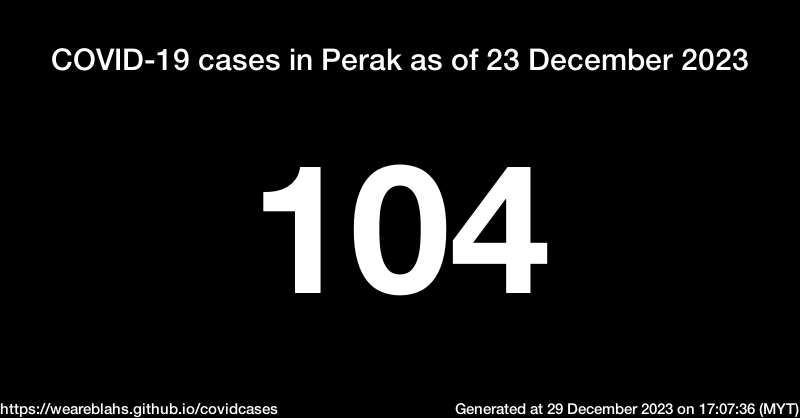 COVID-19 cases in Perak as of 23 December 2023
104
https://weareblahs.github.io/covidcases
Generated at 29 December 2023 on 17:07:36 (MYT)